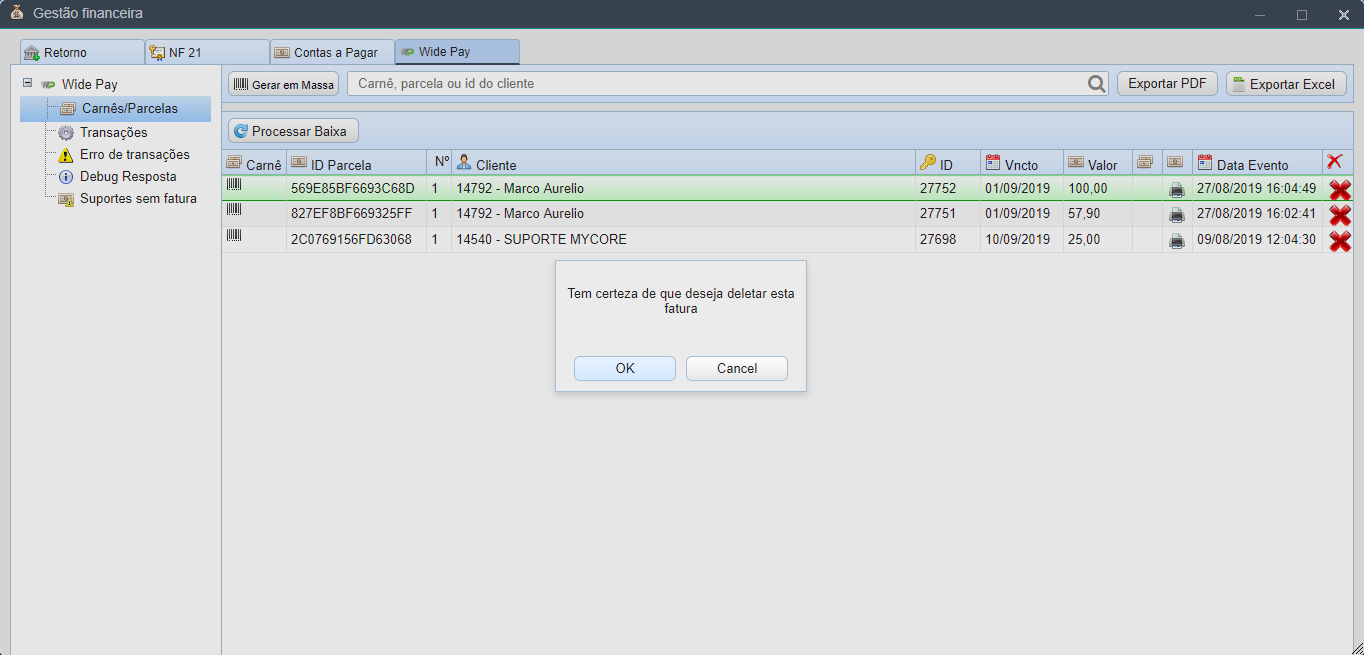 Gestão financeira
Retorno NF 21 Contas a Pagar Wide Pay
Wide Pay
Carnês/Parcelas
Transações
Erro de transações
Debug Resposta
Suportes sem fatura
Gerar em Massa Carnê, parcela ou id do cliente Exportar PDF Exportar Excel
Processar Baixa
Carnê ID Parcela Nº Cliente ID Vncto Valor Data Evento
569E85BF6693C68D 1 14792 - Marco Aurelio 27752 01/09/2019 100,00 27/08/2019 16:04:49
827EF8BF669325FF 1 14792 - Marco Aurelio 27751 01/09/2019 57,90 27/08/2019 16:02:41
2C0769156FD63068 1 14540 - SUPORTE MYCORE 27698 10/09/2019 25,00 09/08/2019 12:04:30
Tem certeza de que deseja deletar esta
fatura
OK Cancel